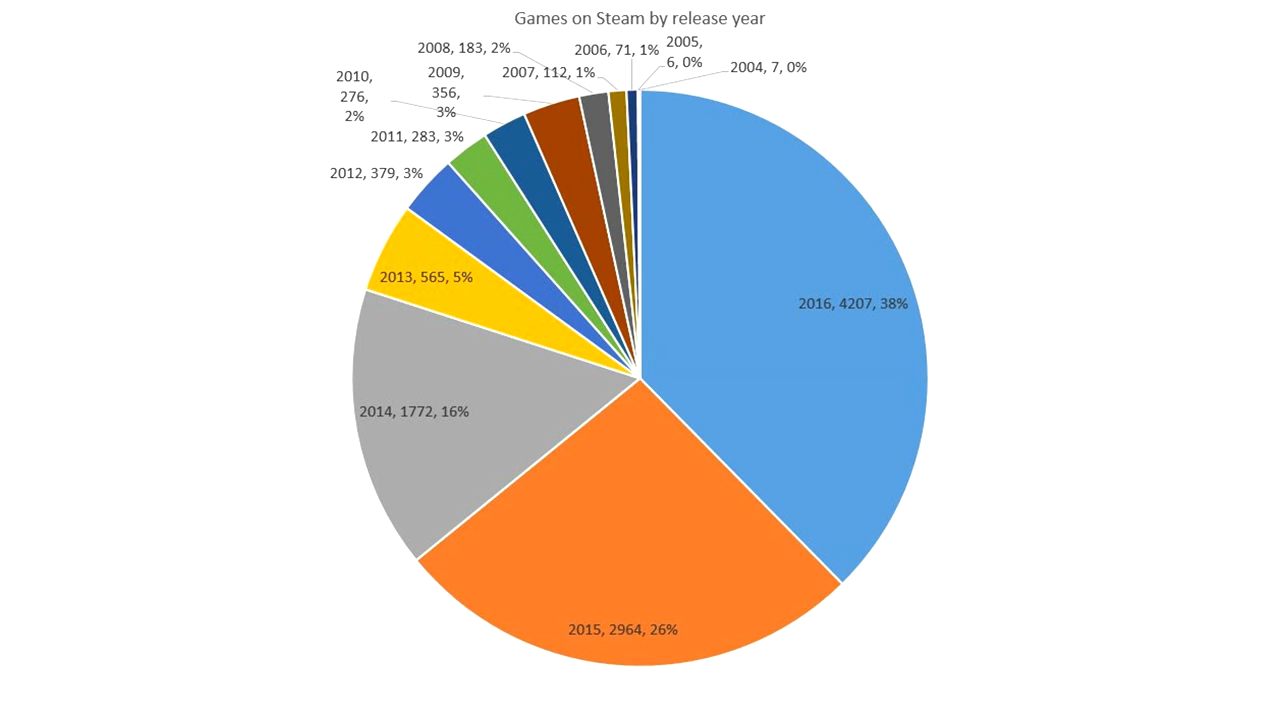 Games on Steam by release year
2008, 183, 2%
2006, 71, 1%
2005,
6, 0%
2004, 7, 0%
2010,
276,
2%
2009,
356,
3%
2007, 112, 1%
2011, 283, 3%
2012, 379, 3%
2013, 565, 5%
2016, 4207, 38%
2014, 1772, 16%
2015, 2964, 26%